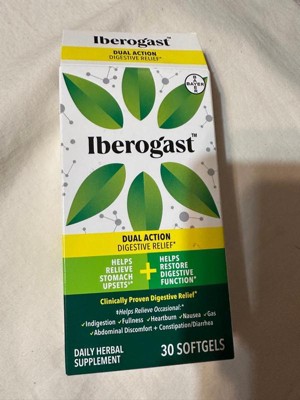 Iberogast™
DUAL ACTION
DIGESTIVE RELIEF*
BAYER
Iberogast™
DUAL ACTION
DIGESTIVE RELIEF*
HELPS
RELIEVE
STOMACH
UPSETS‡*
+
HELPS
RESTORE
DIGESTIVE
FUNCTION*
Clinically Proven Digestive Relief*
‡Helps Relieve Occasional:*
✓Indigestion ✓Fullness ✓Heartburn ✓Nausea ✓Gas
✓Abdominal Discomfort + Constipation/Diarrhea
DAILY HERBAL
SUPPLEMENT
30 SOFTGELS